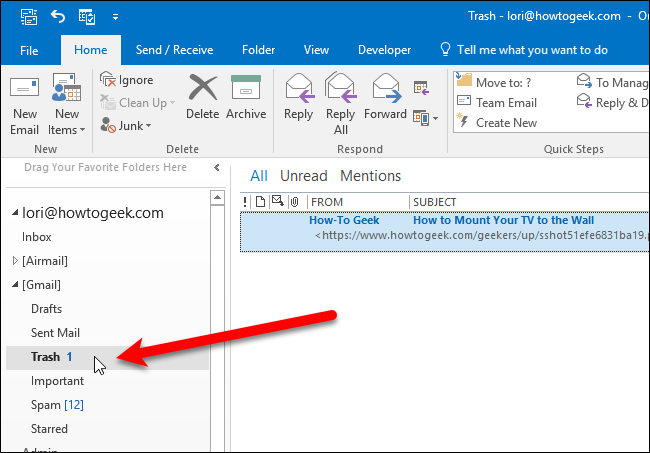 Trash - lori@howtogeek.com - O
File Home Send / Receive Folder View Developer Tell me what you want to do
New Email
New Items
Ignore
Clean Up
Junk
Delete
Archive
Reply
Reply All
Forward
Move to: ?
Team Email
Create New
To Manag
Reply & D
New Delete Respond Quick Steps
Drag Your Favorite Folders Here
lori@howtogeek.com
Inbox
[Airmail]
[Gmail]
Drafts
Sent Mail
Trash 1
Important
Spam [12]
Starred
All Unread Mentions
! FROM SUBJECT
How-To Geek How to Mount Your TV to the Wall
<https://www.howtogeek.com/geekers/up/sshot51efe6831ba19.p